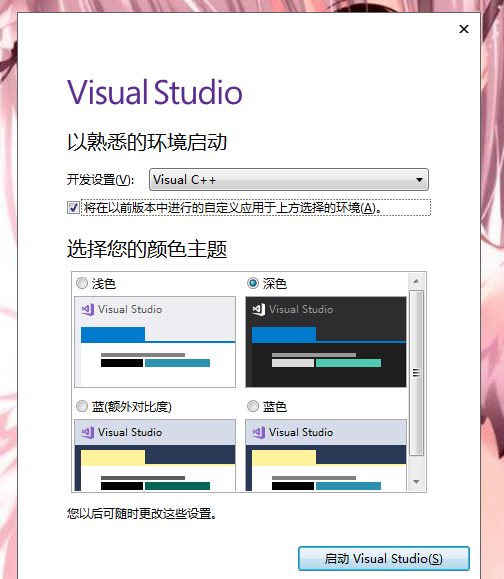 Visual Studio
以熟悉的环境启动
开发设置(V): Visual C++
将在以前版本中进行的自定义应用于上方选择的环境(A)。
选择您的颜色主题
浅色 深色
Visual Studio Visual Studio
蓝(额外对比度) 蓝色
Visual Studio Visual Studio
您以后可随时更改这些设置。
启动 Visual Studio(S)